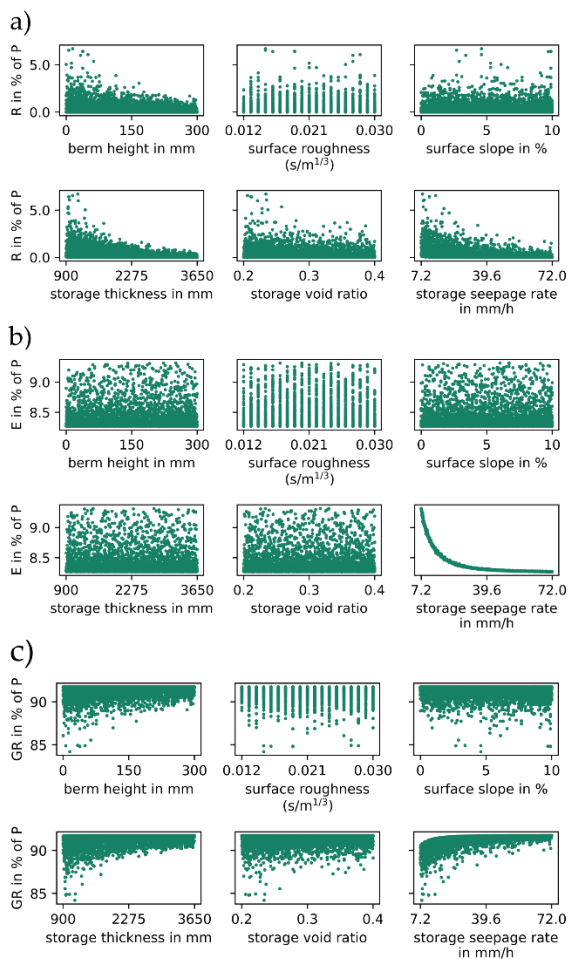 a)
R in % of P
5.0
0.0
0 150 300
berm height in mm
0.012 0.021 0.030
surface roughness
(s/m^1/3)
0 5 10
surface slope in %
R in % of P
5.0
0.0
900 2275 3650
storage thickness in mm
0.2 0.3 0.4
storage void ratio
7.2 39.6 72.0
storage seepage rate
in mm/h
b)
E in % of P
9.0
8.5
0 150 300
berm height in mm
0.012 0.021 0.030
surface roughness
(s/m^1/3)
0 5 10
surface slope in %
E in % of P
9.0
8.5
900 2275 3650
storage thickness in mm
0.2 0.3 0.4
storage void ratio
7.2 39.6 72.0
storage seepage rate
in mm/h
c)
GR in % of P
90
85
0 150 300
berm height in mm
0.012 0.021 0.030
surface roughness
(s/m^1/3)
0 5 10
surface slope in %
GR in % of P
90
85
900 2275 3650
storage thickness in mm
0.2 0.3 0.4
storage void ratio
7.2 39.6 72.0
storage seepage rate
in mm/h